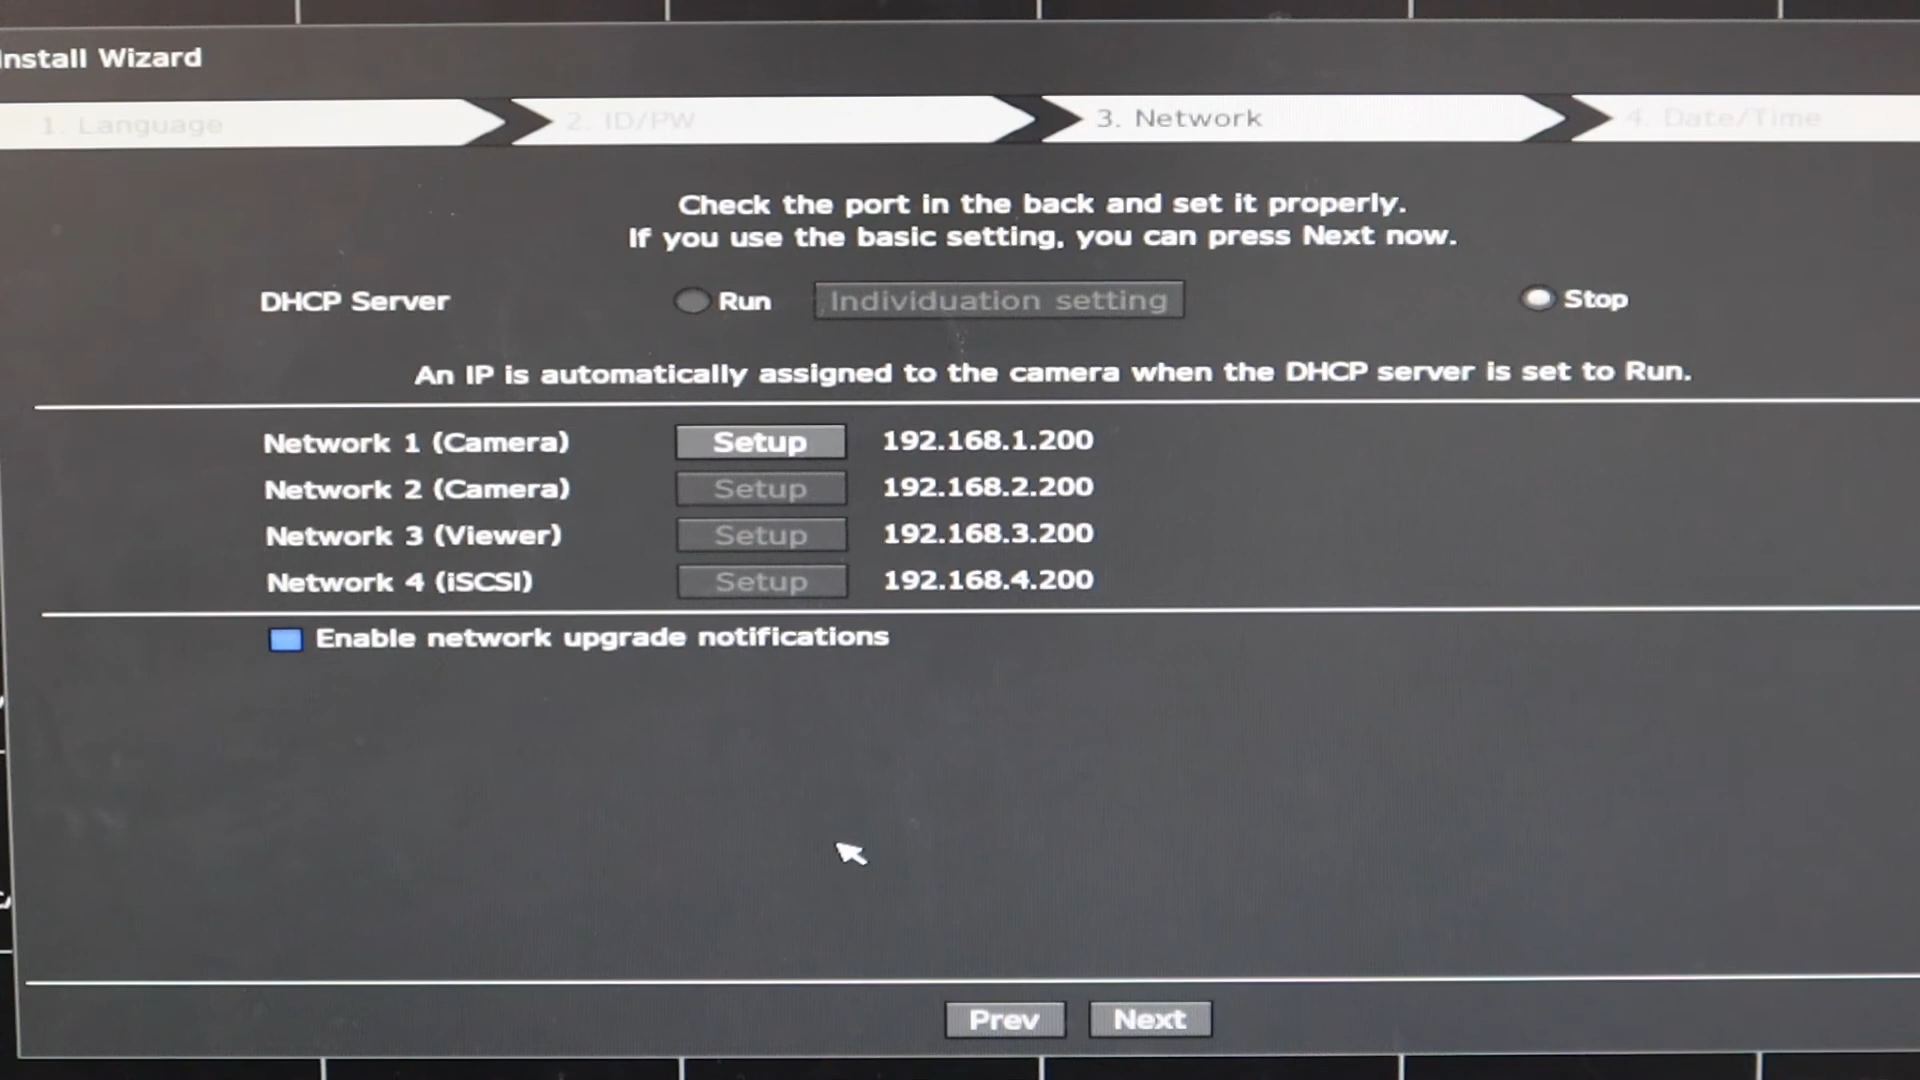 Install Wizard
1. Language
2. ID/PW
3. Network
4. Date/Time
Check the port in the back and set it properly.
If you use the basic setting, you can press Next now.
DHCP Server Run Individuation setting Stop
An IP is automatically assigned to the camera when the DHCP server is set to Run.
Network 1 (Camera) Setup 192.168.1.200
Network 2 (Camera) Setup 192.168.2.200
Network 3 (Viewer) Setup 192.168.3.200
Network 4 (iSCSI) Setup 192.168.4.200
Enable network upgrade notifications
Prev Next